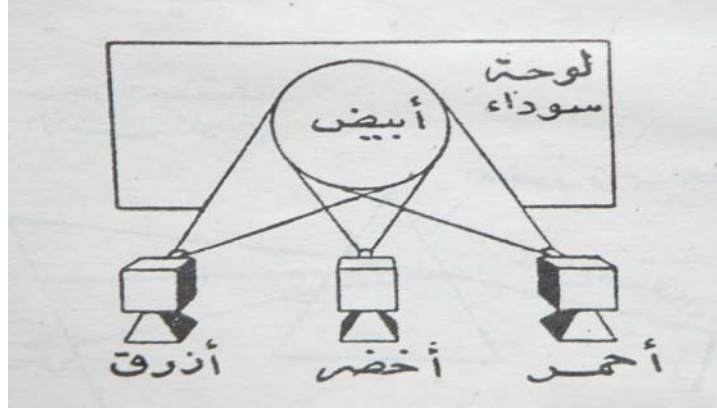 لوحة
سوداء
أبيض
أحمر
أخضر
أزرق